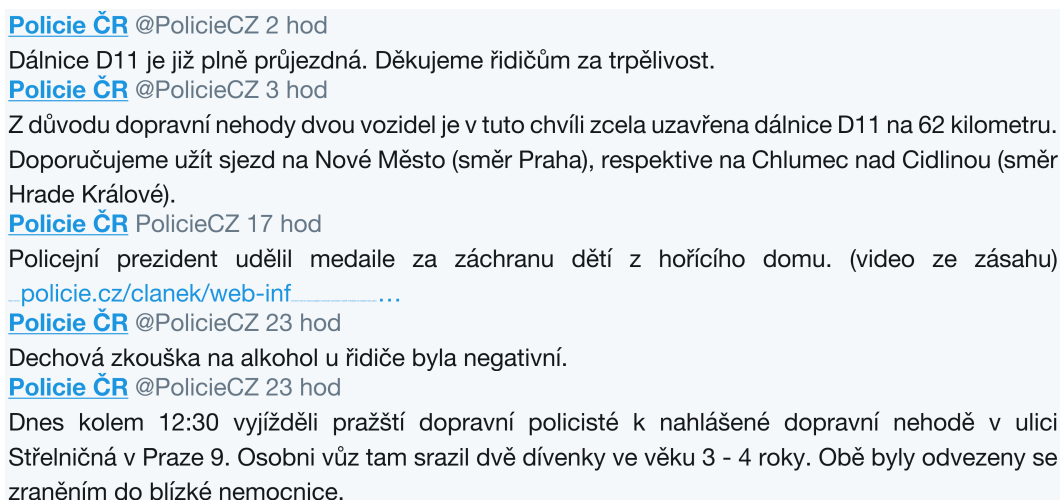 Policie ČR @PolicieCZ 2 hod
Dálnice D11 je již plně průjezdná. Děkujeme řidičům za trpělivost.
Policie ČR @PolicieCZ 3 hod
Z důvodu dopravní nehody dvou vozidel je v tuto chvíli zcela uzavřena dálnice D11 na 62 kilometru.
Doporučujeme užít sjezd na Nové Město (směr Praha), respektive na Chlumec nad Cidlinou (směr
Hrade Králové).
Policie ČR PolicieCZ 17 hod
Policejní prezident udělil medaile za záchranu dětí z hořícího domu. (video ze zásahu)
policie.cz/clanek/web-inf…
Policie ČR @PolicieCZ 23 hod
Dechová zkouška na alkohol u řidiče byla negativní.
Policie ČR @PolicieCZ 23 hod
Dnes kolem 12:30 vyjížděli pražští dopravní policisté k nahlášené dopravní nehodě v ulici
Střelničná v Praze 9. Osobni vůz tam srazil dvě dívenky ve věku 3 - 4 roky. Obě byly odvezeny se
zraněním do blízké nemocnice.